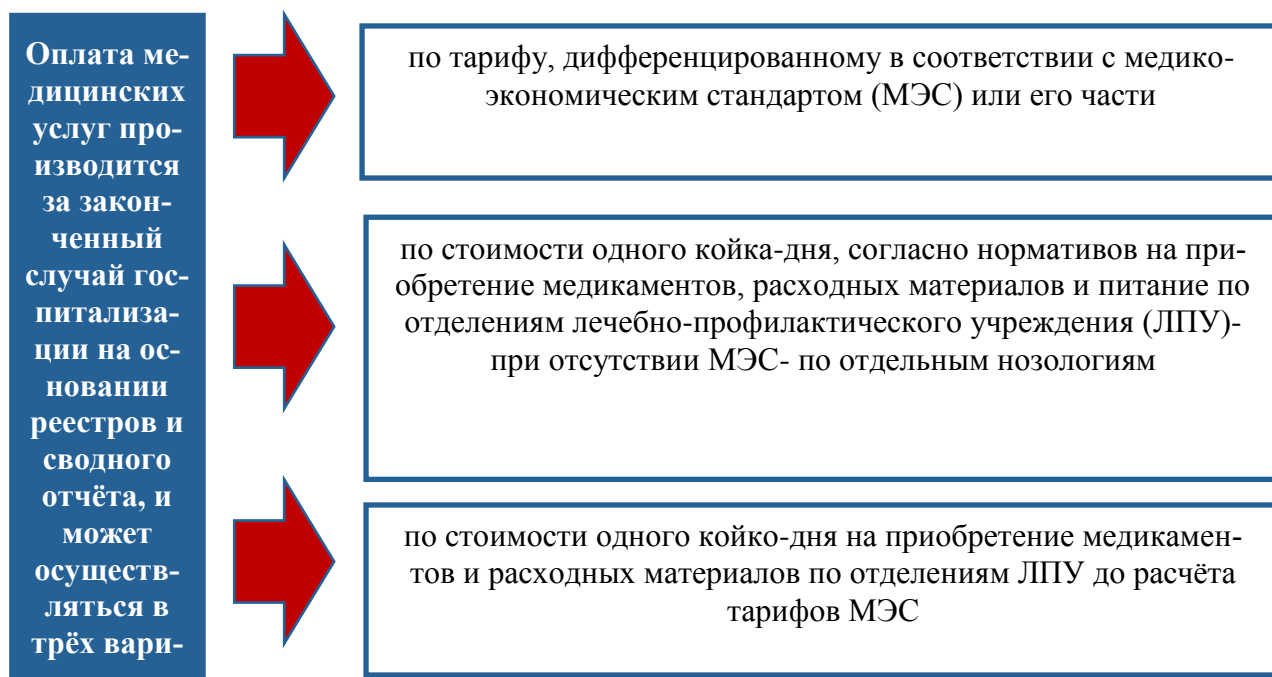 Оплата ме-
дицинских
услуг про-
изводится
за закон-
ченный
случай гос-
питализа-
ции на ос-
новании
реестров и
сводного
отчёта, и
может
осуществ-
ляться в
трёх вари-
по тарифу, дифференцированному в соответствии с медико-
экономическим стандартом (МЭС) или его части
по стоимости одного койка-дня, согласно нормативов на при-
обретение медикаментов, расходных материалов и питание по
отделениям лечебно-профилактического учреждения (ЛПУ)-
при отсутствии МЭС- по отдельным нозологиям
по стоимости одного койко-дня на приобретение медикамен-
тов и расходных материалов по отделениям ЛПУ до расчёта
тарифов МЭС